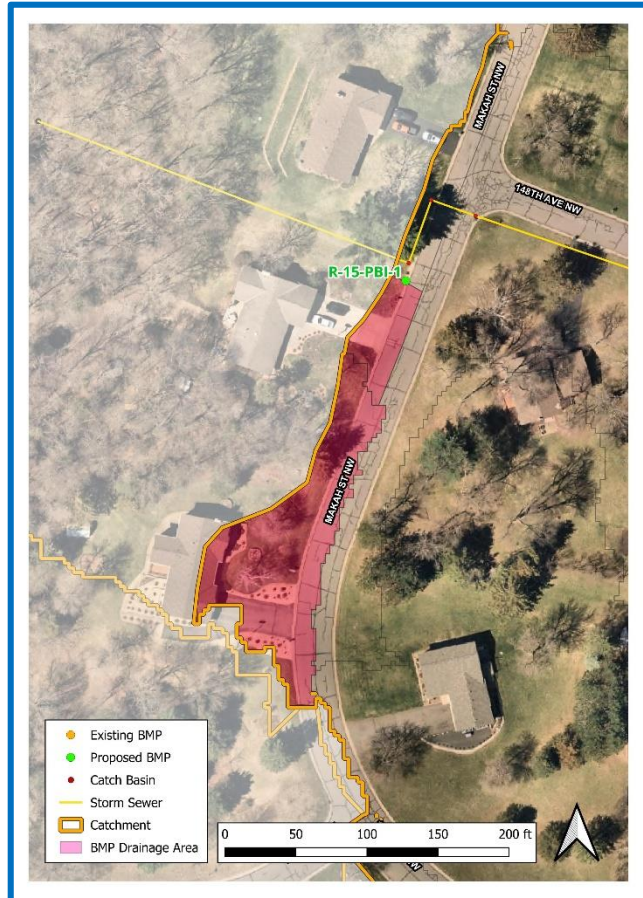 MAKAH ST NW
148TH AVE NW
R-15-PBI-1
MAKAH ST NW
NW
Existing BMP
Proposed BMP
Catch Basin
Storm Sewer
Catchment
BMP Drainage Area
0 50 100 150 200 ft